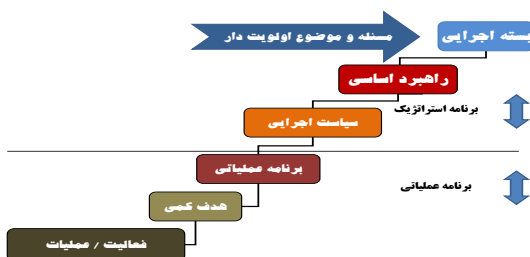 بسته اجرایی
مسئله و موضوع اولویت دار
راهبرد اساسی
برنامه استراتژیک
سیاست اجرایی
برنامه عملیاتی
برنامه عملیاتی
هدف کمی
فعالیت / عملیات